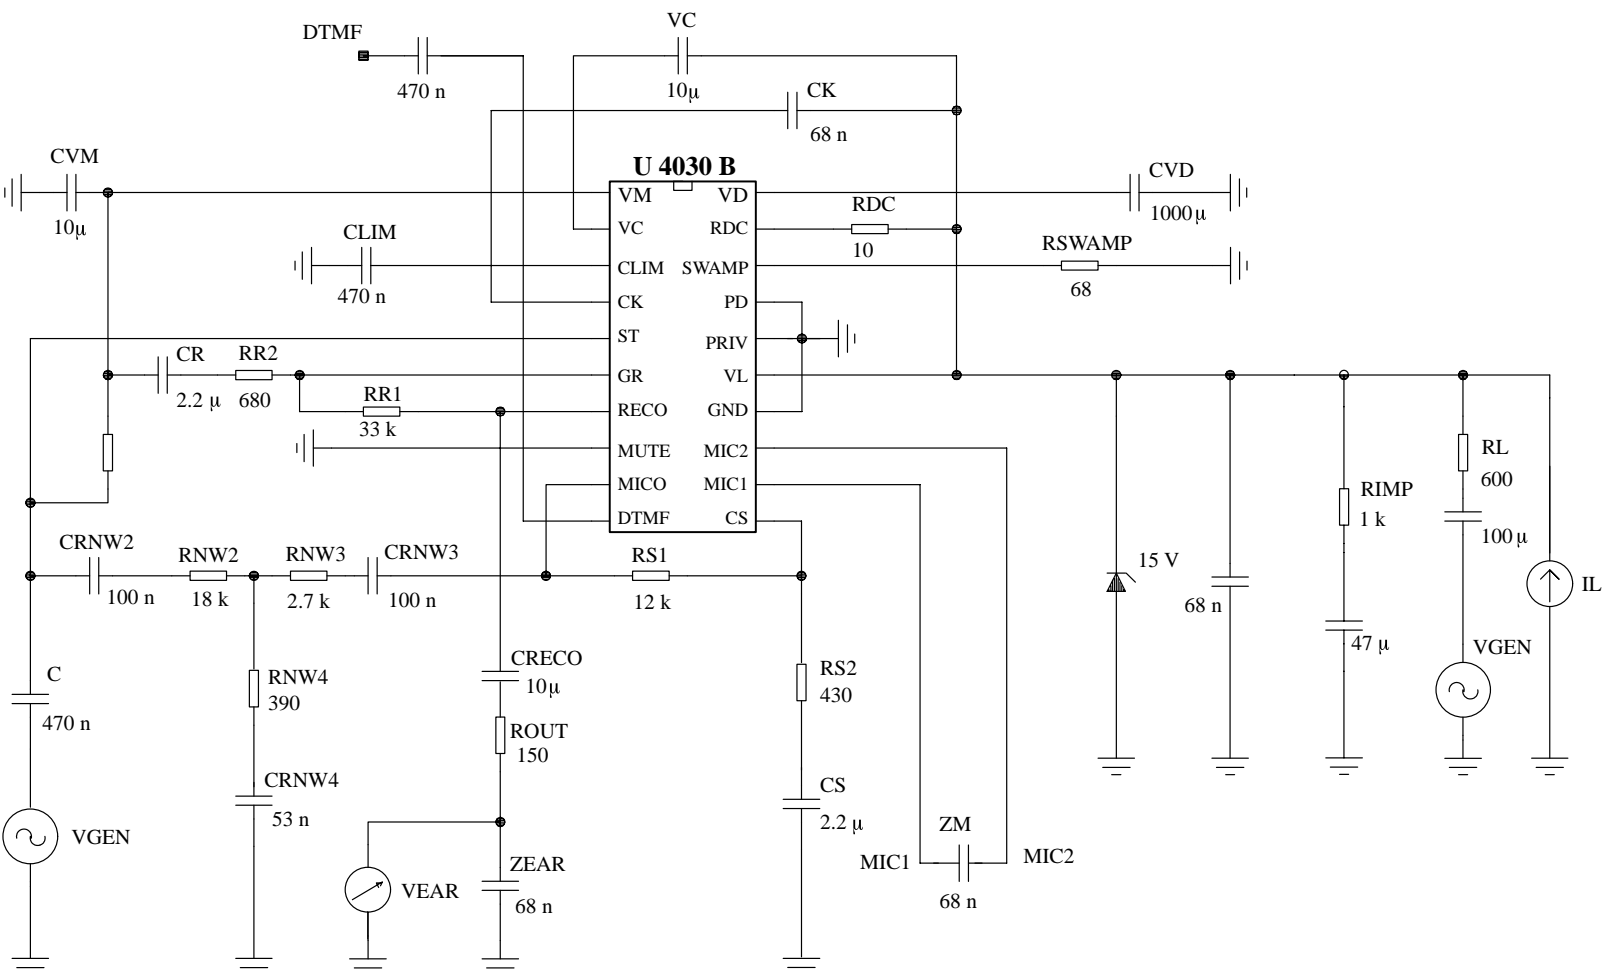 VC
DTMF
10µ
470 n
CK
68 n
CVM
10µ
U 4030 B
CVD
1000 µ
VM VD
VC RDC
CLIM SWAMP
CK PD
ST PRIV
GR VL
RECO GND
MUTE MIC2
MICO MIC1
DTMF CS
RDC
10
CLIM
470 n
RSWAMP
68
CR
2.2 µ
RR2
680
RR1
33 k
RL
600
100 µ
RIMP
1 k
47 µ
15 V
68 n
IL
VGEN
CRNW2
100 n
RNW2
18 k
RNW3
2.7 k
CRNW3
100 n
RS1
12 k
C
470 n
RNW4
390
CRECO
10µ
ROUT
150
RS2
430
CRNW4
53 n
CS
2.2 µ
VGEN
VEAR
ZEAR
68 n
ZM
MIC1
MIC2
68 n